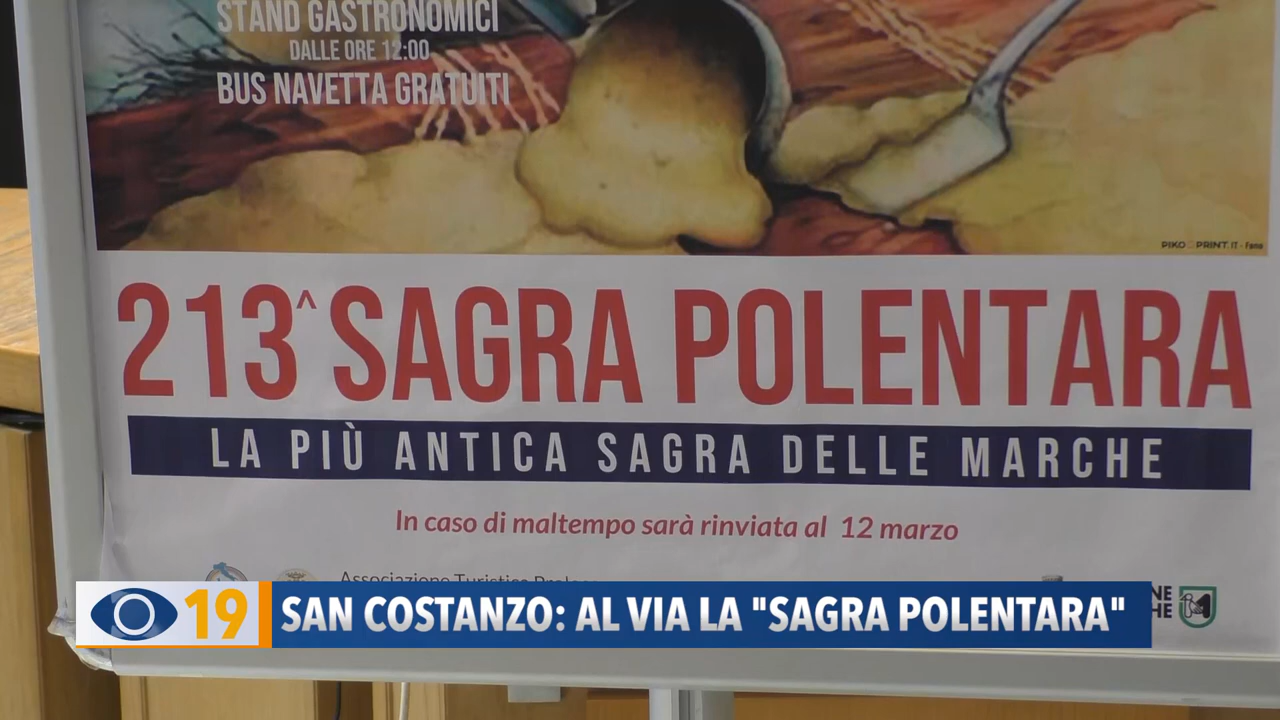 STAND GASTRONOMICI
DALLE ORE 12:00
BUS NAVETTA GRATUITI
PIKO PRINT.IT - Fano
213^ SAGRA POLENTARA
LA PIÙ ANTICA SAGRA DELLE MARCHE
In caso di maltempo sarà rinviata al 12 marzo
Associazione Turistica
19 SAN COSTANZO: AL VIA LA "SAGRA POLENTARA"